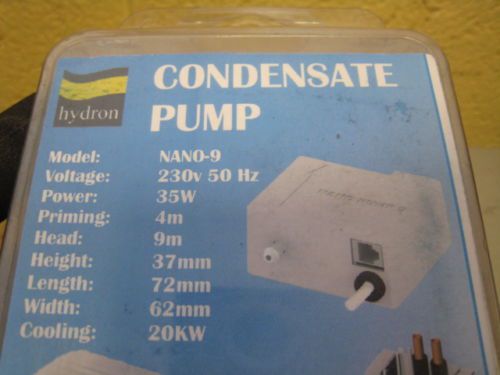 hydron
CONDENSATE
PUMP
Model: NANO-9
Voltage: 230v 50 Hz
Power: 35W
Priming: 4m
Head: 9m
Height: 37mm
Length: 72mm
Width: 62mm
Cooling: 20KW